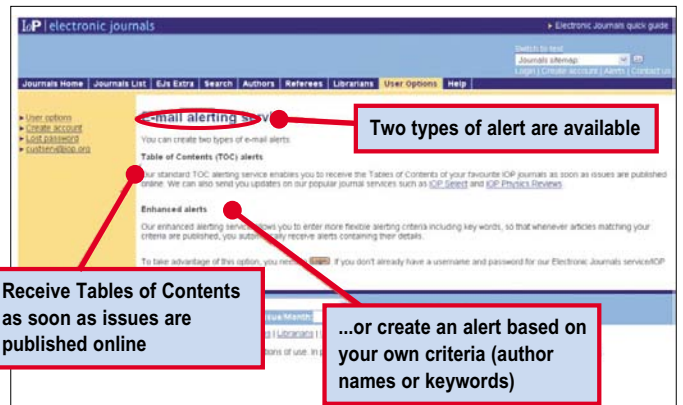 IoP electronic journals
Electronic Journals quick guide
Switch to text
Journals sitemap
Login | Create account | Alerts | Contact us
Journals Home | Journals List | EJs Extra | Search | Authors | Referees | Librarians | User Options | Help
User options
Create account
Lost password
custserv@iop.org
E-mail alerting
Two types of alert are available
You can create two types of e-mail alerts:
Table of Contents (TOC) alerts
Our standard TOC alerting service enables you to receive the Tables of Contents of your favourite IOP journals as soon as issues are published
online. We can also send you updates on our popular journal services such as IOP Select and IOP Physics Reviews.
Enhanced alerts
Our enhanced alerting service allows you to enter more flexible alerting criteria including key words, so that whenever articles matching your
criteria are published, you automatically receive alerts containing their details.
To take advantage of this option, you need to login. If you don't already have a username and password for our Electronic Journals service/IOP
Receive Tables of Contents
as soon as issues are
published online
Issue/Month:
| Librarians |
...or create an alert based on
your own criteria (author
names or keywords)
of use. In